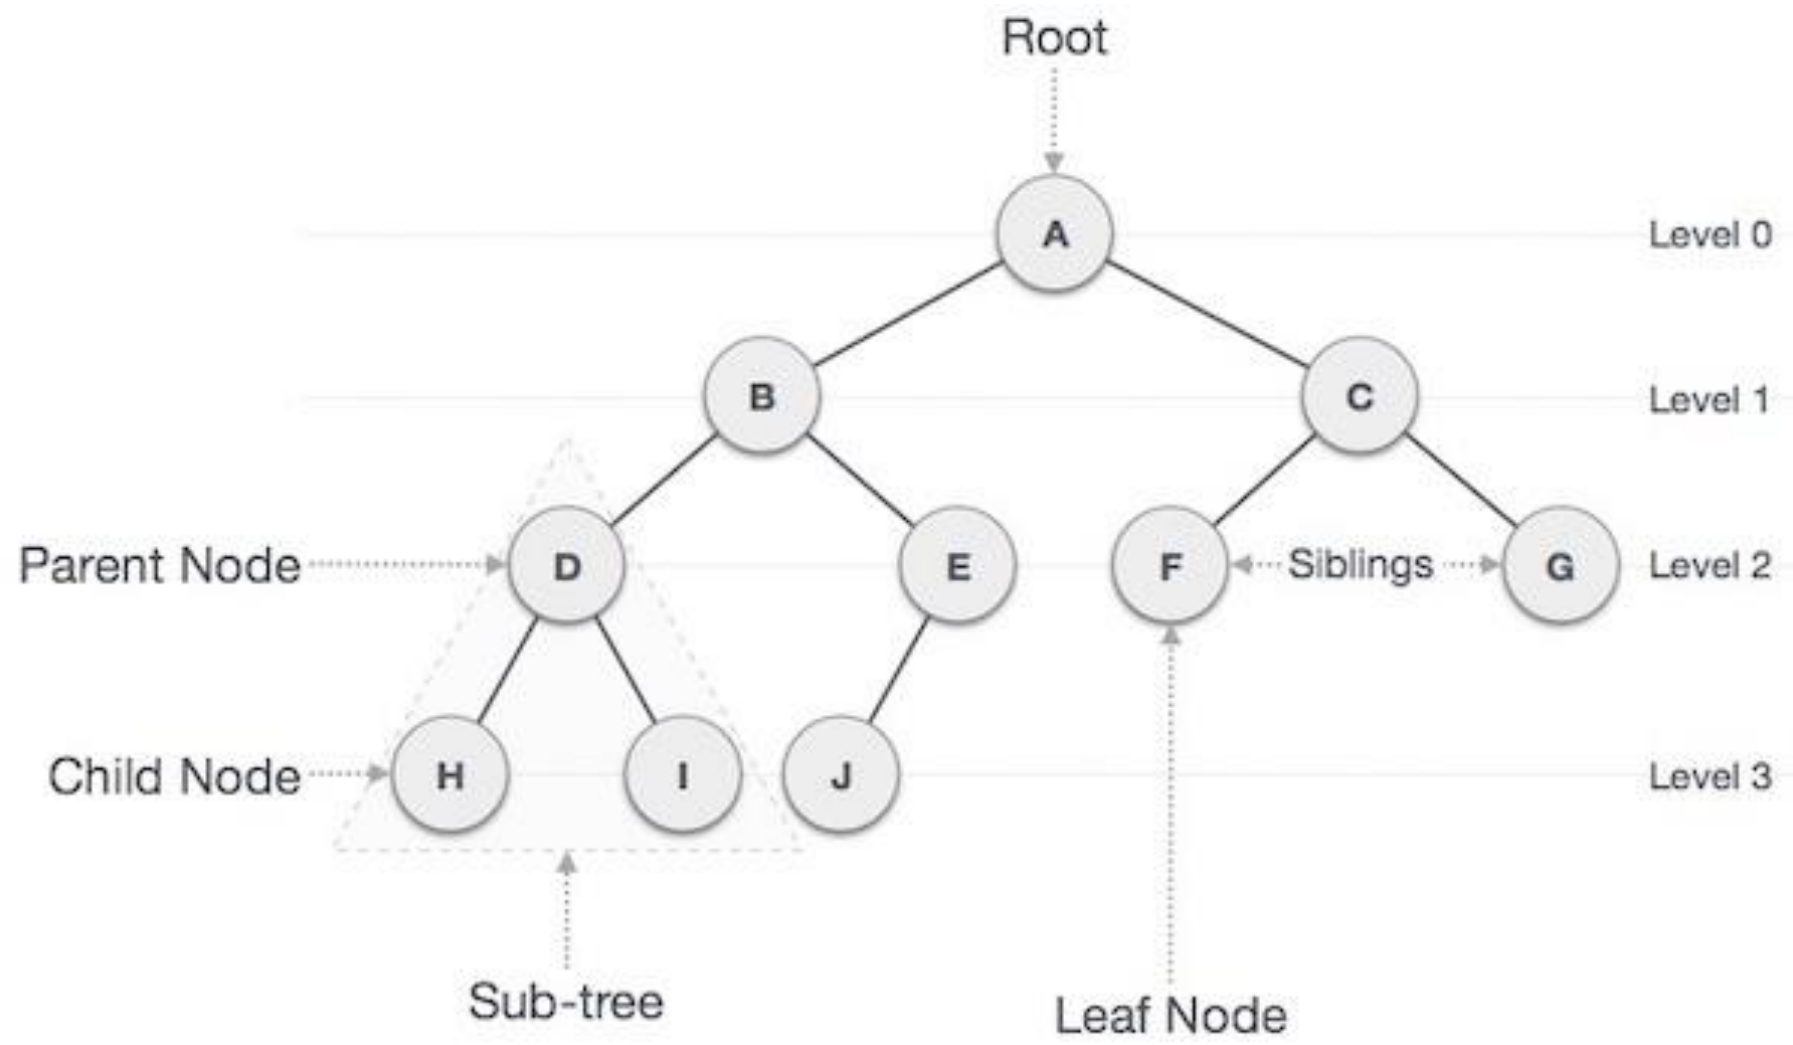 Root
A
Level 0
B
C
Level 1
Parent Node
D
E
F
Siblings
G
Level 2
Child Node
H
I
J
Level 3
Sub-tree
Leaf Node